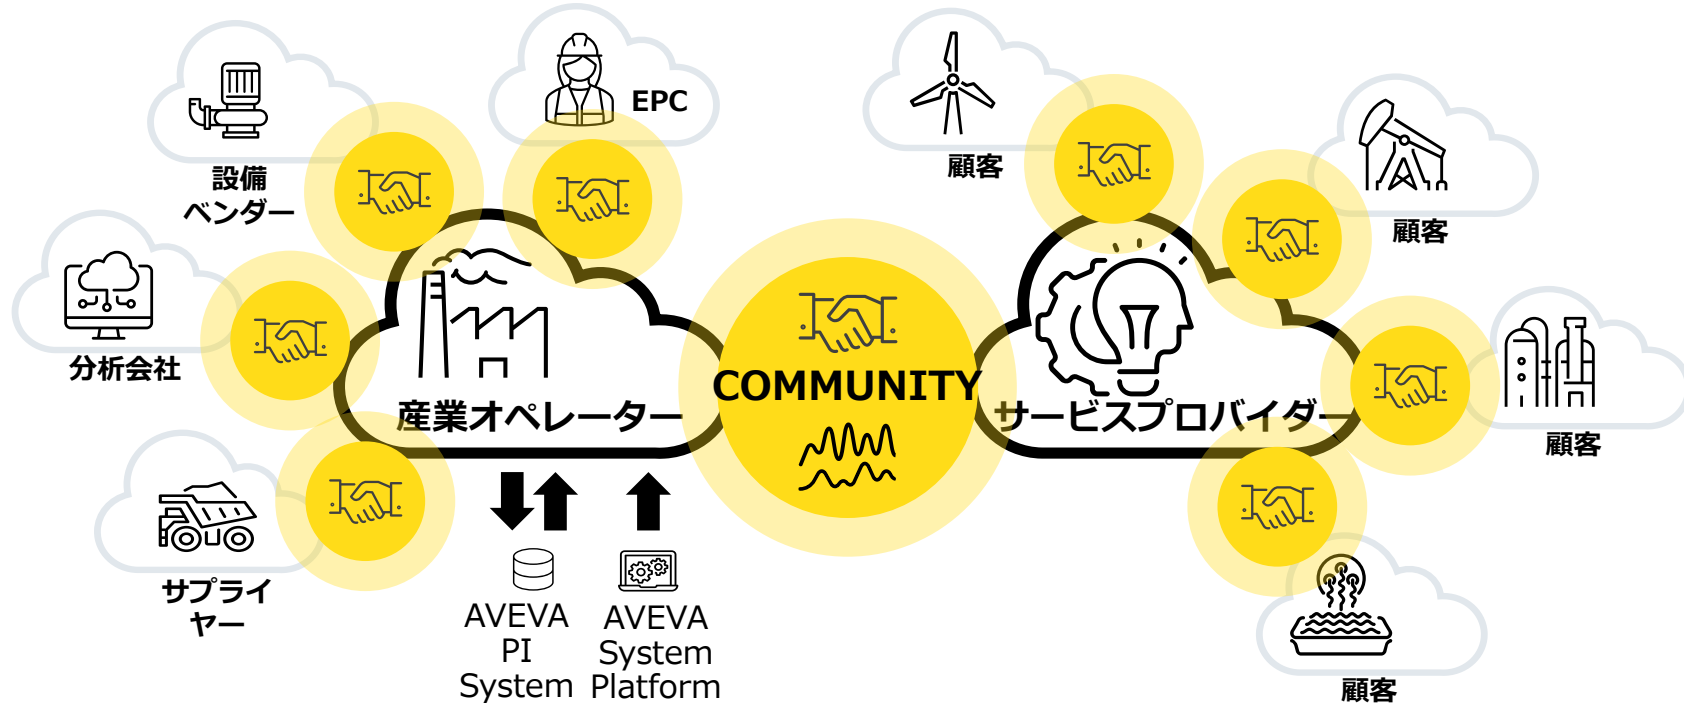 EPC
設備
ベンダー
分析会社
サプライ
ヤー
産業オペレーター
COMMUNITY
サービスプロバイダー
顧客
顧客
顧客
顧客
AVEVA
PI
System
AVEVA
System
Platform